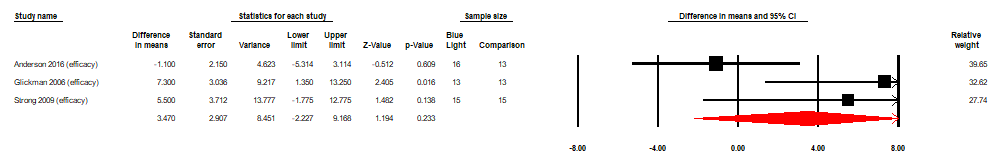 Study name Statistics for each study Sample size Difference in means and 95% CI
Difference in means Standard error Variance Lower limit Upper limit Z-Value p-Value Blue Light Comparison Relative weight
Anderson 2016 (efficacy) -1.100 2.150 4.623 -5.314 3.114 -0.512 0.609 16 13 39.65
Glickman 2006 (efficacy) 7.300 3.036 9.217 1.350 13.250 2.405 0.016 13 13 32.62
Strong 2009 (efficacy) 5.500 3.712 13.777 -1.775 12.775 1.482 0.138 15 15 27.74
3.470 2.907 8.451 -2.227 9.168 1.194 0.233
-8.00 -4.00 0.00 4.00 8.00